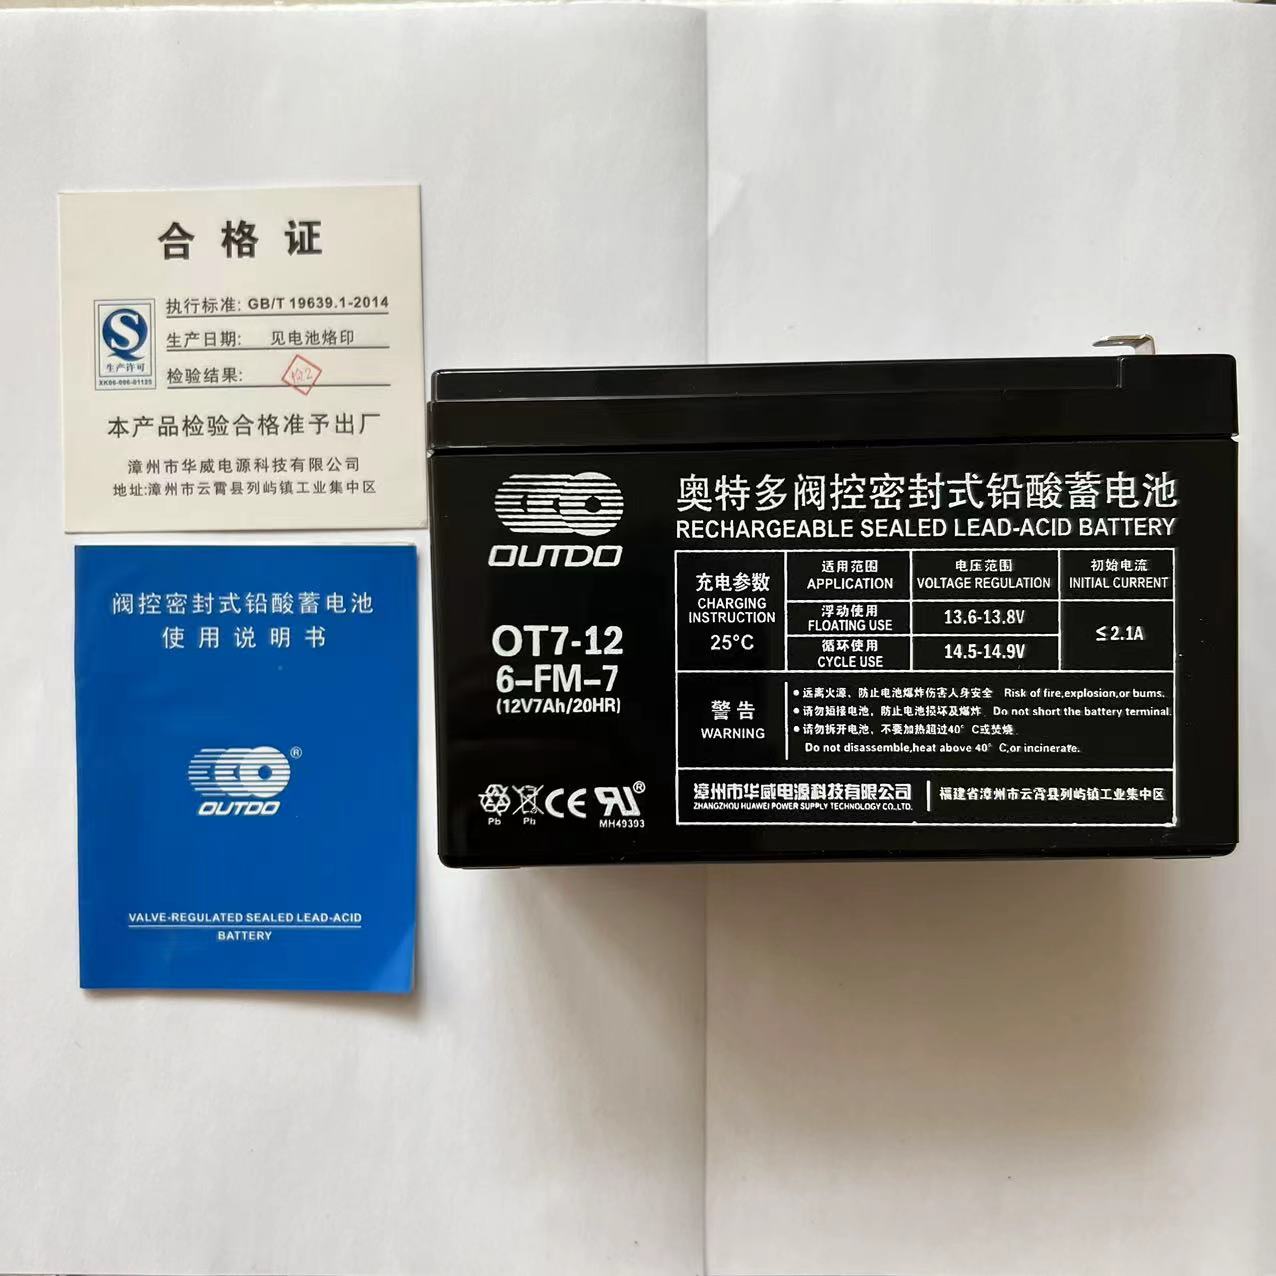 合格证
执行标准: GB/T 19639.1-2014
生产日期: 见电池烙印
检验结果:
生产许可
XK06-006-01125
本产品检验合格准予出厂
漳州市华威电源科技有限公司
地址:漳州市云霄县列屿镇工业集中区
阀控密封式铅酸蓄电池
使用说明书
®
OUTDO
VALVE-REGULATED SEALED LEAD-ACID
BATTERY
OUTDO
OT7-12
6-FM-7
(12V7Ah/20HR)
Pb Pb CE ®
MH49393
奥特多阀控密封式铅酸蓄电池
RECHARGEABLE SEALED LEAD-ACID BATTERY
充电参数
CHARGING
INSTRUCTION
25°C
适用范围 电压范围 初始电流
APPLICATION VOLTAGE REGULATION INITIAL CURRENT
浮动使用
FLOATING USE 13.6-13.8V
≤2.1A
循环使用
CYCLE USE 14.5-14.9V
警告
WARNING
• 远离火源、防止电池爆炸伤害人身安全 Risk of fire,explosion,or burns.
• 请勿短接电池，防止电池损坏及爆炸 Do not short the battery terminal.
• 请勿拆开电池，不要加热超过40°C或焚烧
Do not disassemble,heat above 40°C,or incinerate.
漳州市华威电源科技有限公司
ZHANGZHOU HUAWEI POWER SUPPLY TECHNOLOGY CO.,LTD.
福建省漳州市云霄县列屿镇工业集中区